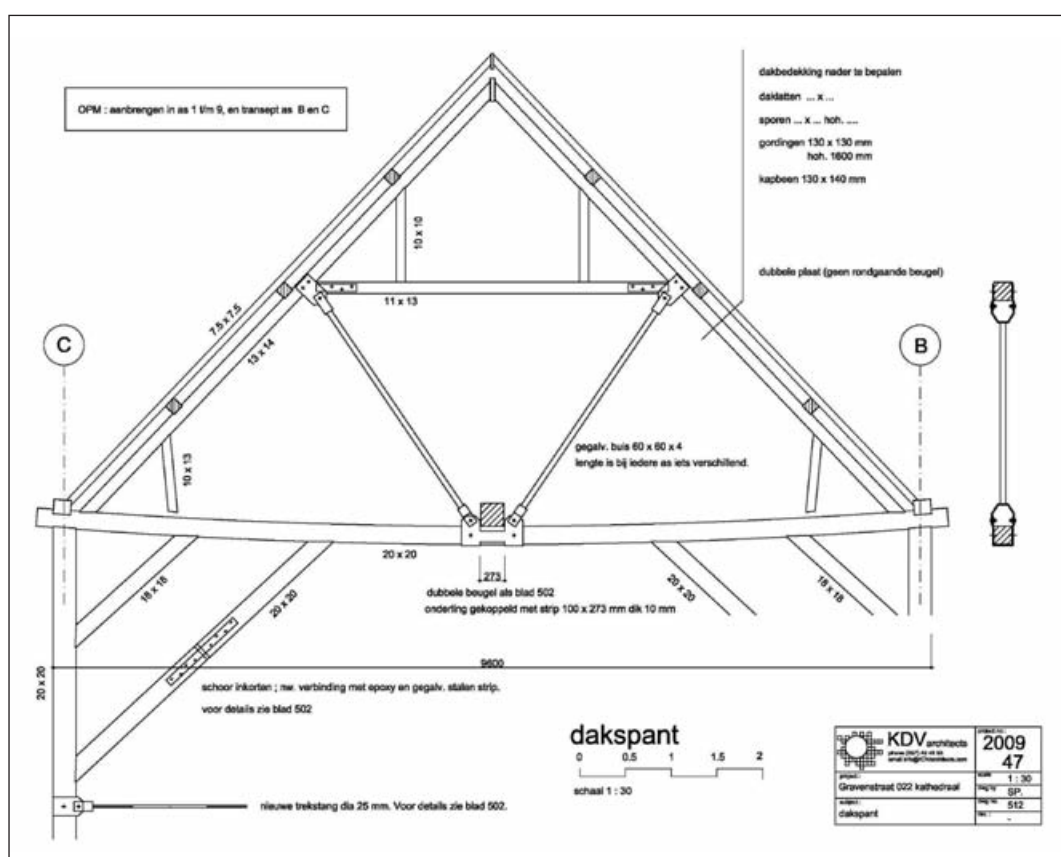 OPM : aanbrengen in as 1 t/m 9, en transept as B en C
dakbedekking nader te bepalen
daklatten ... x ...
sporen ... x ... hoh. ....
gordingen 130 x 130 mm
hoh. 1600 mm
kapbeen 130 x 140 mm
10 x 10
dubbele plaat (geen rondgaande beugel)
11 x 13
7.5 x 7.5
13 x 14
C
B
gegalv. buis 60 x 60 x 4
lengte is bij iedere as iets verschillend.
10 x 13
20 x 20
273
18 x 18
20 x 20
20 x 20
18 x 18
dubbele beugel als blad 502
onderling gekoppeld met strip 100 x 273 mm dik 10 mm
9600
20 x 20
schoor inkorten ; nw. verbinding met epoxy en gegalv. stalen strip.
voor details zie blad 502
dakspant
0 0.5 1 1.5 2
schaal 1 : 30
nieuwe trekstang dia 25 mm. Voor details zie blad 502.
KDV architects
project no.:
2009
47
project :
Gravenstraat 022 kathedraal
scale
1 : 30
SP.
subject :
dakspant
512
-